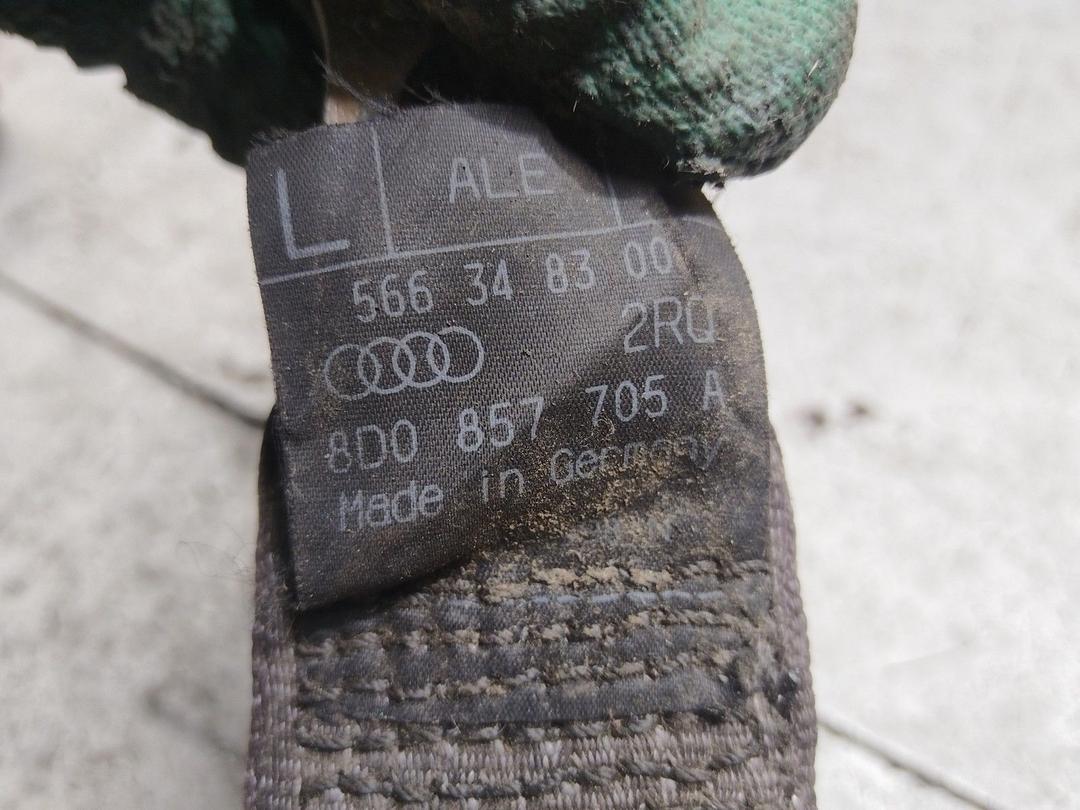 L ALE
566 34 83 00
2RQ
8D0 857 705 A
Made in Germany